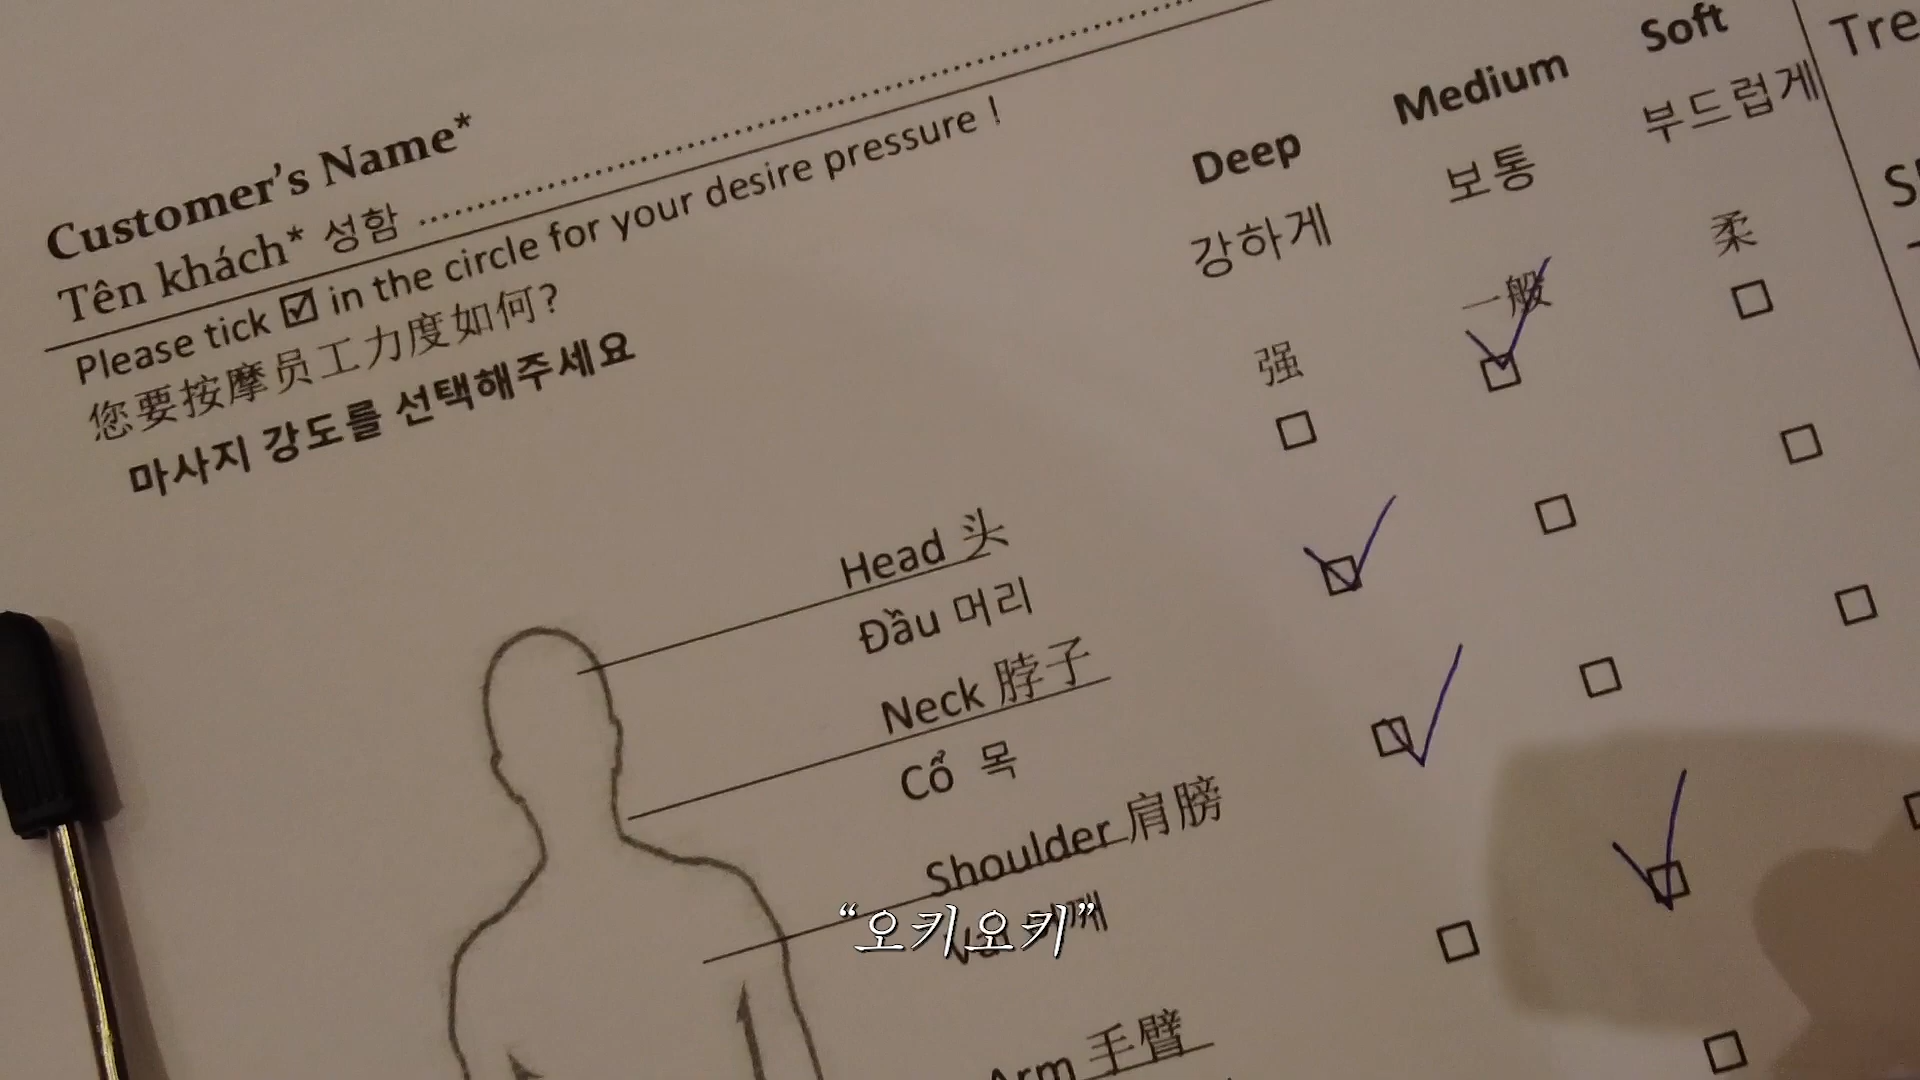 Customer's Name*
Tên khách* 성함 ........................................
Please tick ☑ in the circle for your desire pressure !
您要按摩员工力度如何?
마사지 강도를 선택해주세요
Deep
강하게
强
Medium
보통
一般
Soft
부드럽게
柔
Tre
Head 头
Đầu 머리
Neck 脖子
Cổ 목
Shoulder 肩膀
“오키오키”
Arm 手臂